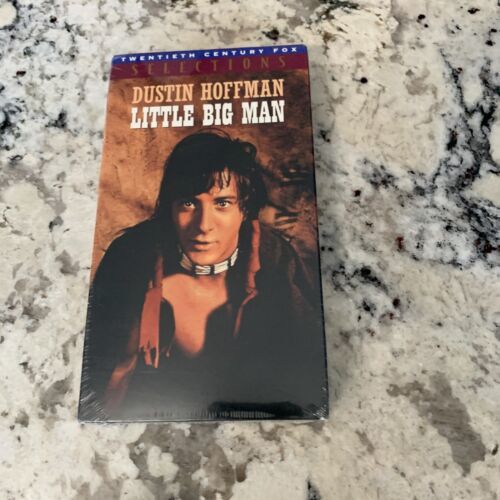 TWENTIETH CENTURY FOX
SELECTIONS
DUSTIN HOFFMAN
LITTLE BIG MAN